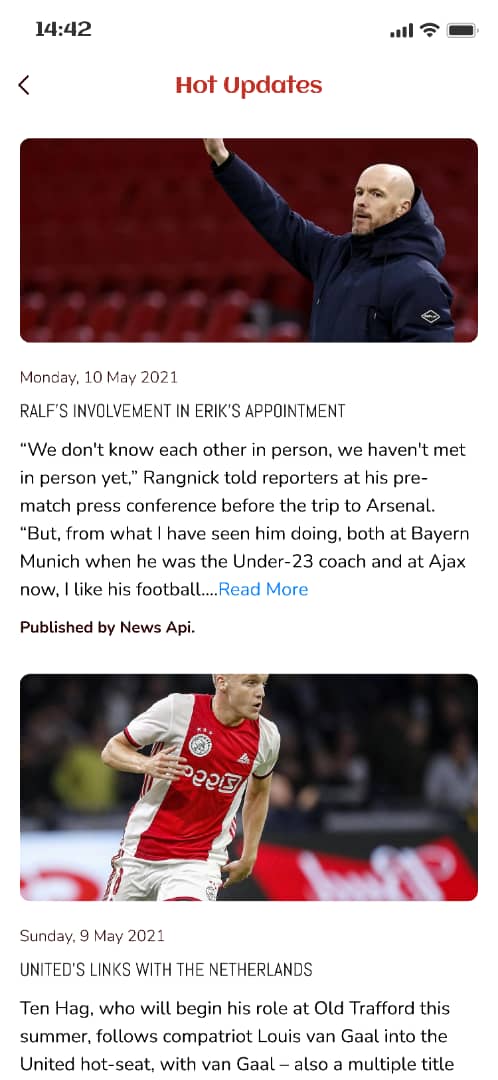 14:42
Hot Updates
Monday, 10 May 2021
RALF'S INVOLVEMENT IN ERIK'S APPOINTMENT
“We don't know each other in person, we haven't met
in person yet,” Rangnick told reporters at his pre-
match press conference before the trip to Arsenal.
“But, from what I have seen him doing, both at Bayern
Munich when he was the Under-23 coach and at Ajax
now, I like his football....Read More
Published by News Api.
Sunday, 9 May 2021
UNITED'S LINKS WITH THE NETHERLANDS
Ten Hag, who will begin his role at Old Trafford this
summer, follows compatriot Louis van Gaal into the
United hot-seat, with van Gaal – also a multiple title